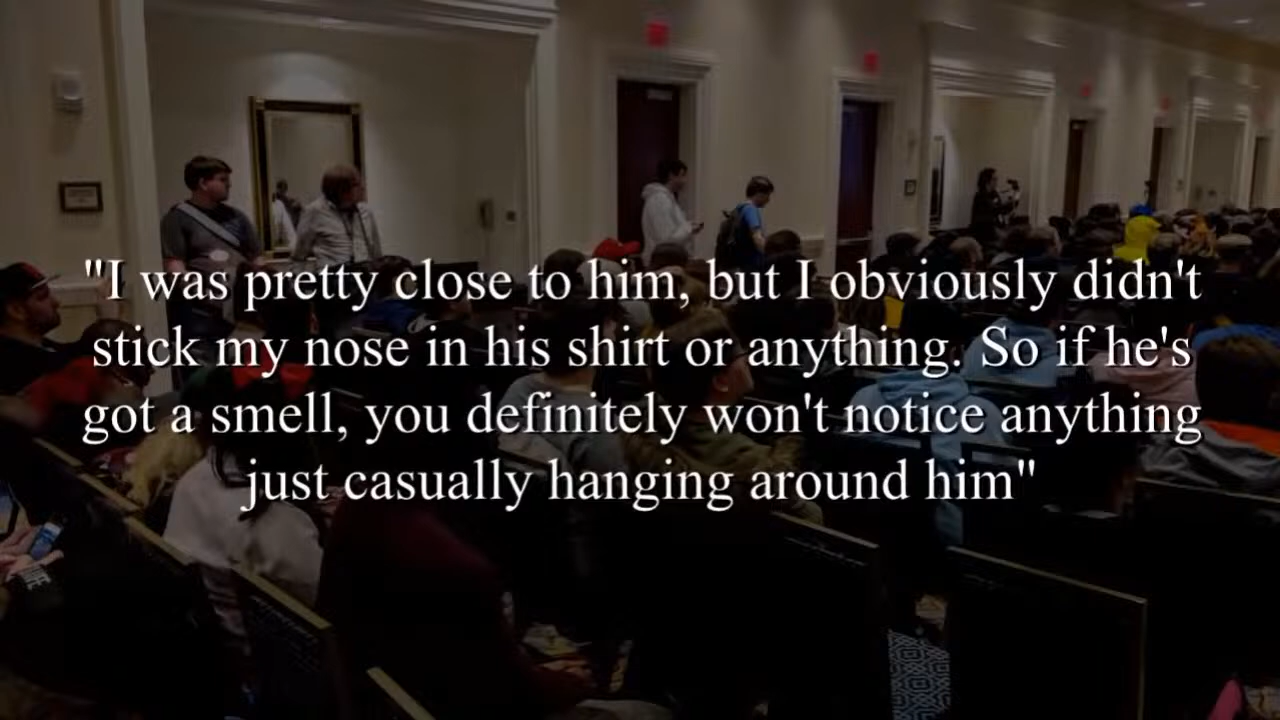 "I was pretty close to him, but I obviously didn't
stick my nose in his shirt or anything. So if he's
got a smell, you definitely won't notice anything
just casually hanging around him"